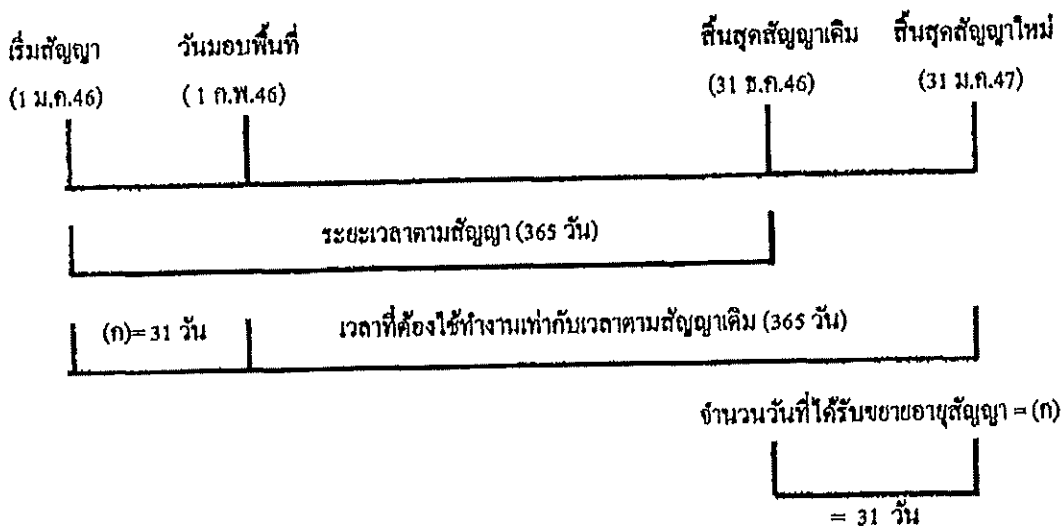 เริ่มสัญญา วันมอบพื้นที่ สิ้นสุดสัญญาเดิม สิ้นสุดสัญญาใหม่
(1 ม.ค.46) ( 1 ก.พ.46) (31 ธ.ค.46) (31 ม.ค.47)
ระยะเวลาตามสัญญา (365 วัน)
(ก)= 31 วัน เวลาที่ต้องใช้ทำงานเท่ากับเวลาตามสัญญาเดิม (365 วัน)
จำนวนวันที่ได้รับขยายอายุสัญญา = (ก)
= 31 วัน